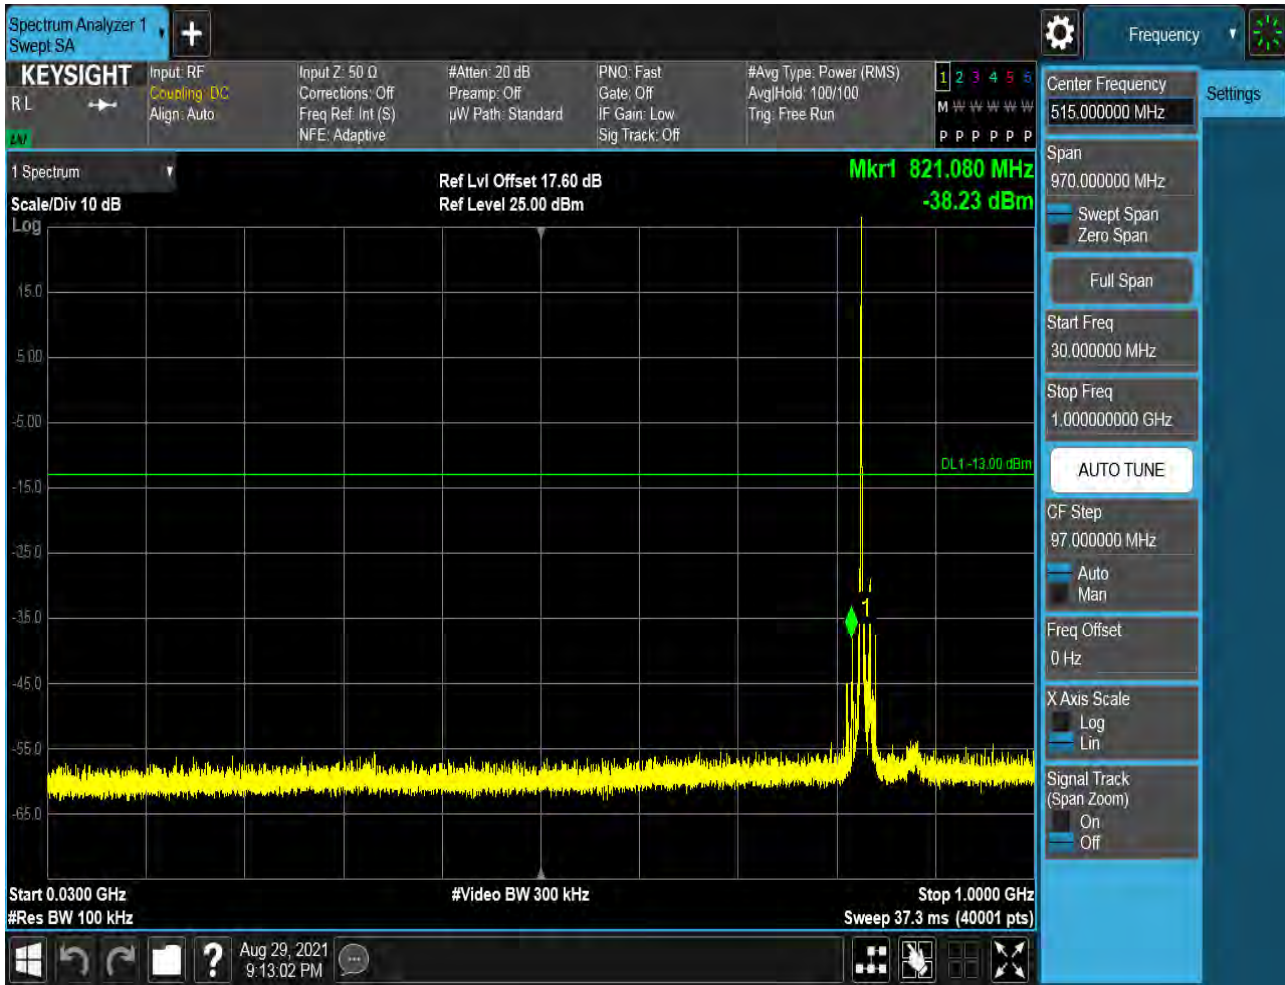 Spectrum Analyzer 1
Swept SA
+
Frequency
KEYSIGHT
R L
Input: RF
Coupling: DC
Align: Auto
Input Z: 50 Ω
Corrections: Off
Freq Ref: Int (S)
NFE: Adaptive
#Atten: 20 dB
Preamp: Off
µW Path: Standard
PNO: Fast
Gate: Off
IF Gain: Low
Sig Track: Off
#Avg Type: Power (RMS)
Avg|Hold: 100/100
Trig: Free Run
1 2 3 4 5 6
M W W W W W
P P P P P P
1 Spectrum
Scale/Div 10 dB
Log
Ref Lvl Offset 17.60 dB
Ref Level 25.00 dBm
Mkr1 821.080 MHz
-38.23 dBm
15.0
5.00
-5.00
DL1 -13.00 dBm
-15.0
-25.0
-35.0
-45.0
-55.0
-65.0
Start 0.0300 GHz
#Res BW 100 kHz
#Video BW 300 kHz
Stop 1.0000 GHz
Sweep 37.3 ms (40001 pts)
Center Frequency
515.000000 MHz
Settings
Span
970.000000 MHz
Swept Span
Zero Span
Full Span
Start Freq
30.000000 MHz
Stop Freq
1.000000000 GHz
AUTO TUNE
CF Step
97.000000 MHz
Auto
Man
Freq Offset
0 Hz
X Axis Scale
Log
Lin
Signal Track
(Span Zoom)
On
Off
?
Aug 29, 2021
9:13:02 PM